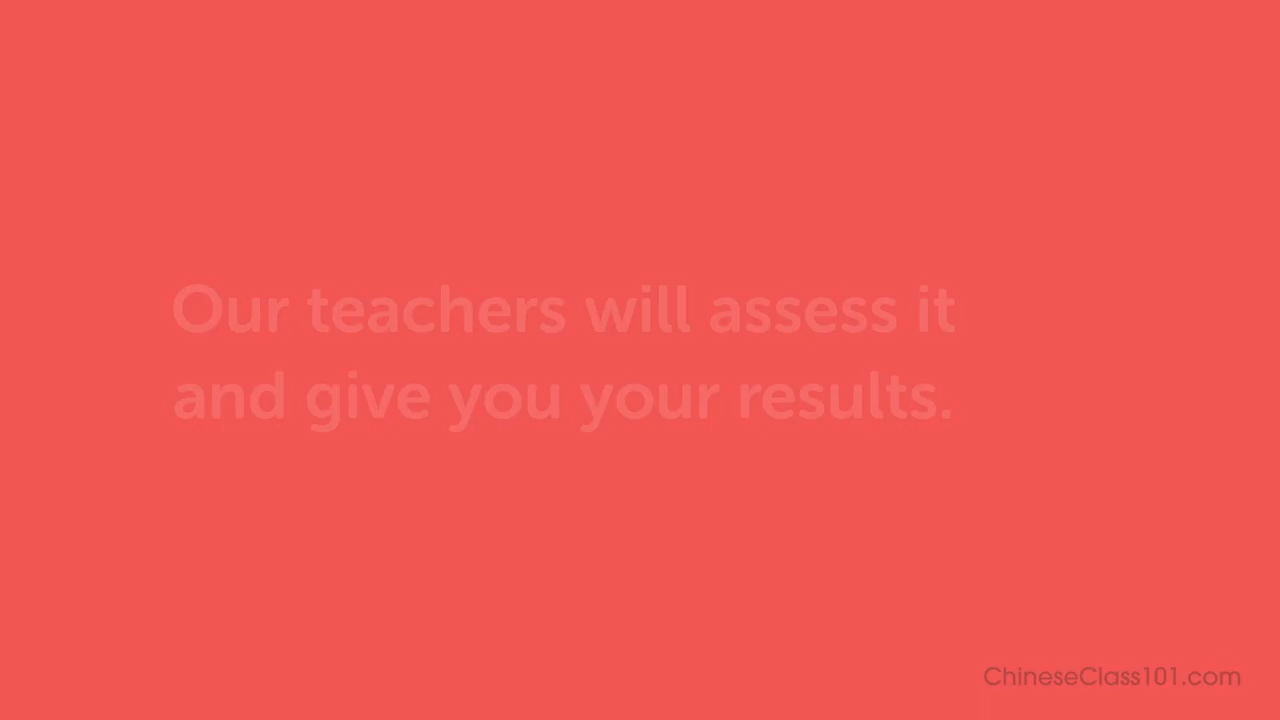 Our teachers will assess it
and give you your results.
ChineseClass101.com